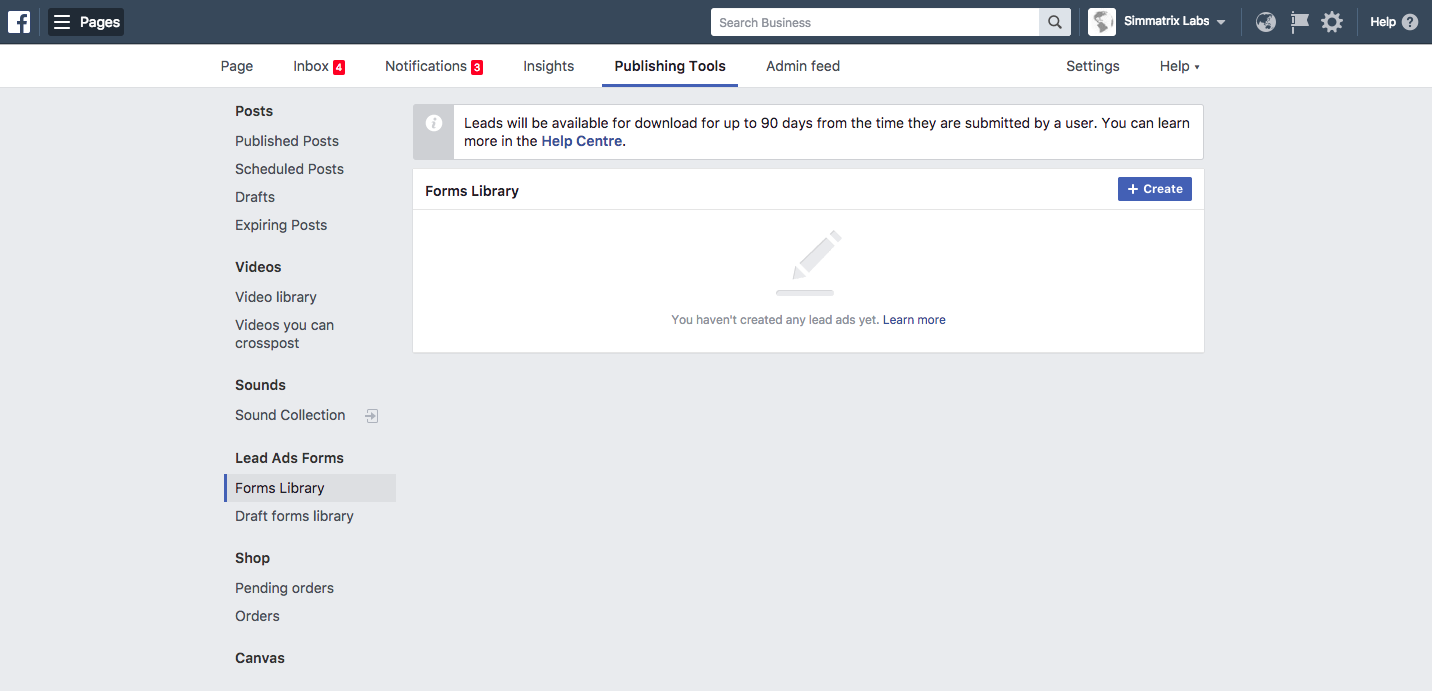 Pages
Search Business
Simmatrix Labs
Help ?
Page
Inbox 4
Notifications 3
Insights
Publishing Tools
Admin feed
Settings
Help
Posts
Published Posts
Scheduled Posts
Drafts
Expiring Posts
Videos
Video library
Videos you can
crosspost
Sounds
Sound Collection
Lead Ads Forms
Forms Library
Draft forms library
Shop
Pending orders
Orders
Canvas
i
Leads will be available for download for up to 90 days from the time they are submitted by a user. You can learn
more in the Help Centre.
Forms Library
+ Create
You haven't created any lead ads yet. Learn more